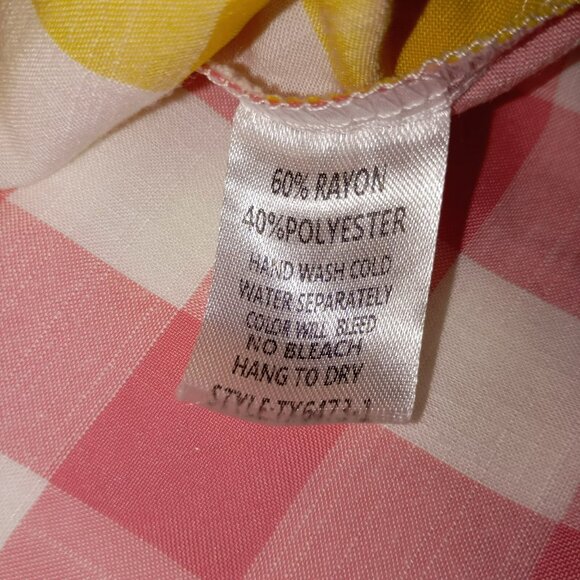 60% RAYON
40%POLYESTER
HAND WASH COLD
WATER SEPARATELY
COLOR WILL BLEED
NO BLEACH
HANG TO DRY
STYLE-TY6473-1